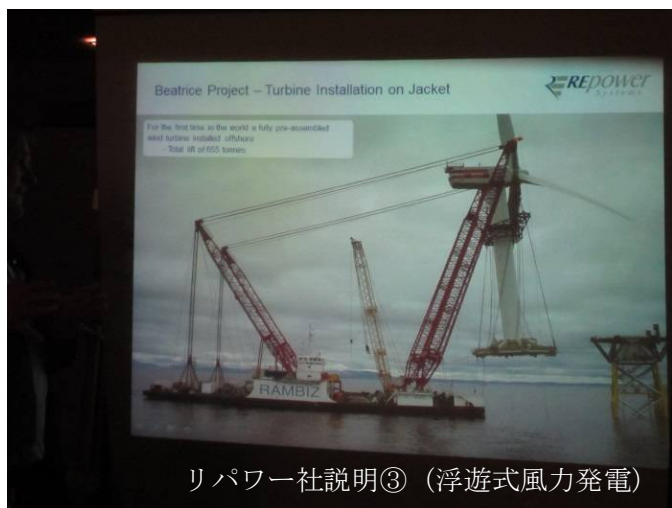 Beatrice Project – Turbine Installation on Jacket
REpower
Systems
For the first time in the world a fully pre-assembled
wind turbine installed offshore
- Total lift of 655 tonnes
RAMBIZ
リパワー社説明③（浮遊式風力発電）